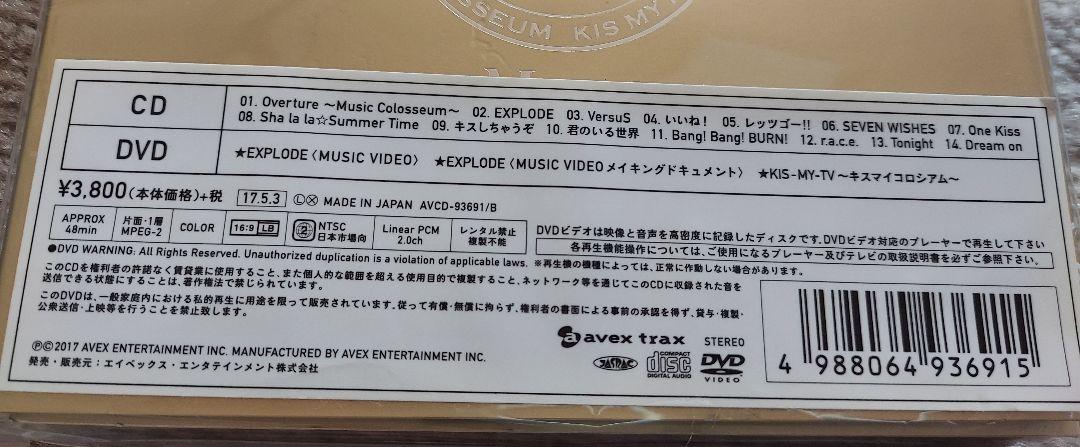 OSSEUM KIS MY
CD
01. Overture ～Music Colosseum～ 02. EXPLODE 03. VersuS 04. いいね! 05. レッツゴー!! 06. SEVEN WISHES 07. One Kiss
08. Sha la la☆Summer Time 09. キスしちゃうぞ 10. 君のいる世界 11. Bang! Bang! BURN! 12. r.a.c.e. 13. Tonight 14. Dream on
DVD
★EXPLODE〈MUSIC VIDEO〉 ★EXPLODE〈MUSIC VIDEOメイキングドキュメント〉 ★KIS-MY-TV～キスマイコロシアム～
¥3,800(本体価格)+税 17.5.3 Ⓛⓧ MADE IN JAPAN AVCD-93691/B
APPROX
48min
片面・1層
MPEG-2
COLOR
16:9 LB
2
NTSC
日本市場向
Linear PCM
2.0ch
レンタル禁止
複製不能
DVDビデオは映像と音声を高密度に記録したディスクです。DVDビデオ対応のプレーヤーで再生して下さい
各再生機能操作については、ご使用になるプレーヤー及びテレビの取扱説明書を必ずご参照下さい。
●DVD WARNING: All Rights Reserved. Unauthorized duplication is a violation of applicable laws. ※再生機の機種によっては、正常に作動しない場合があります。
このCDを権利者の許諾なく賃貸業に使用すること、また個人的な範囲を超える使用目的で複製すること、ネットワーク等を通じてこのCDに収録された音を
送信できる状態にすることは、著作権法で禁じられています。
このDVDは、一般家庭内における私的再生に用途を限って販売されています。従って有償・無償に拘らず、権利者の書面による事前の承認を得ず、貸与・複製・
公衆送信・上映等を行うことを禁止致します。
avex trax
STEREO
ⓅⒸ2017 AVEX ENTERTAINMENT INC. MANUFACTURED BY AVEX ENTERTAINMENT INC.
発売・販売元：エイベックス・エンタテインメント株式会社
JASRAC
COMPACT
disc
DIGITAL AUDIO
DVD
VIDEO
4 988064 936915